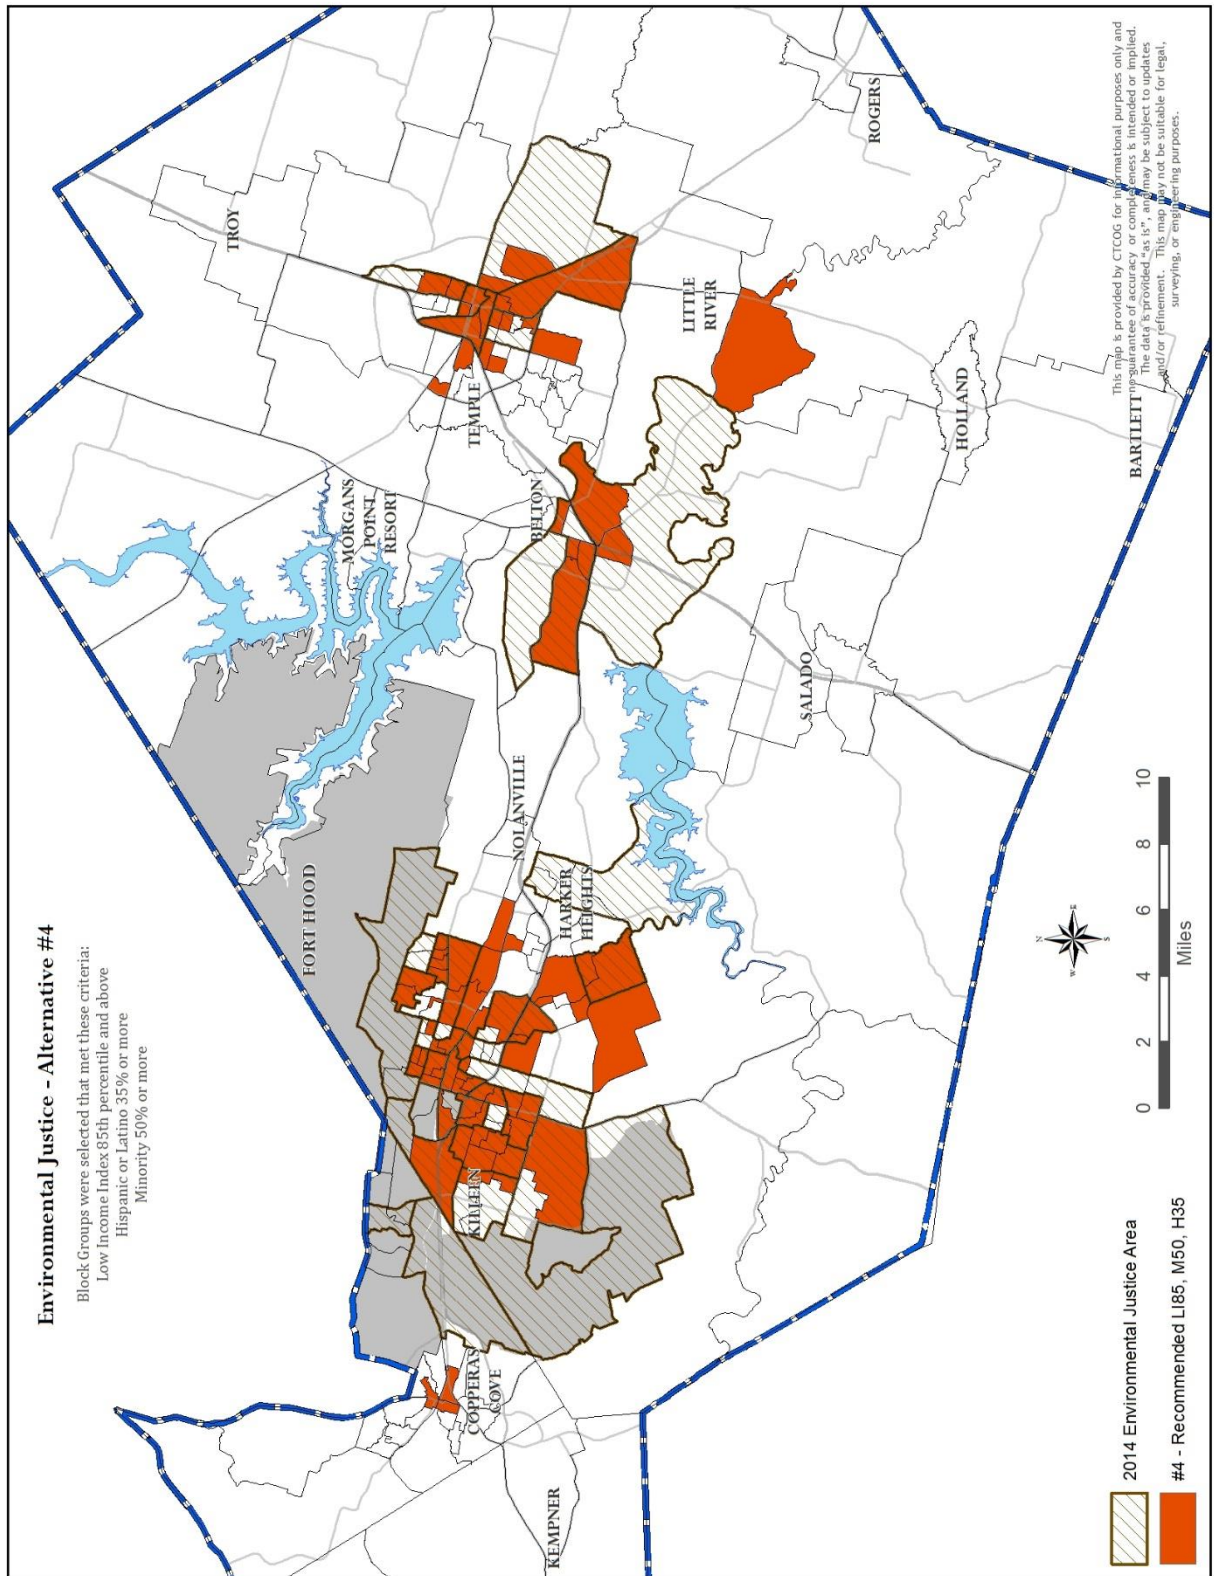 Environmental Justice - Alternative #4
Block Groups were selected that met these criteria:
Low Income Index 85th percentile and above
Hispanic or Latino 35% or more
Minority 50% or more
FORT HOOD
TROY
MORGANS
POINT
RESORT
TEMPLE
BELTON
NOLANVILLE
HARKER
HEIGHTS
KILLEEN
COPPERAS
COVE
KEMPNER
LITTLE
RIVER
ROGERS
SALADO
HOLLAND
BARTLETT
N
W
E
S
0 2 4 6 8 10
Miles
2014 Environmental Justice Area
#4 - Recommended LI85, M50, H35
This map is provided by CTCOG for informational purposes only and
no guarantee of accuracy or completeness is intended or implied.
The data is provided "as is", and may be subject to updates
and/or refinement. This map may not be suitable for legal,
surveying, or engineering purposes.